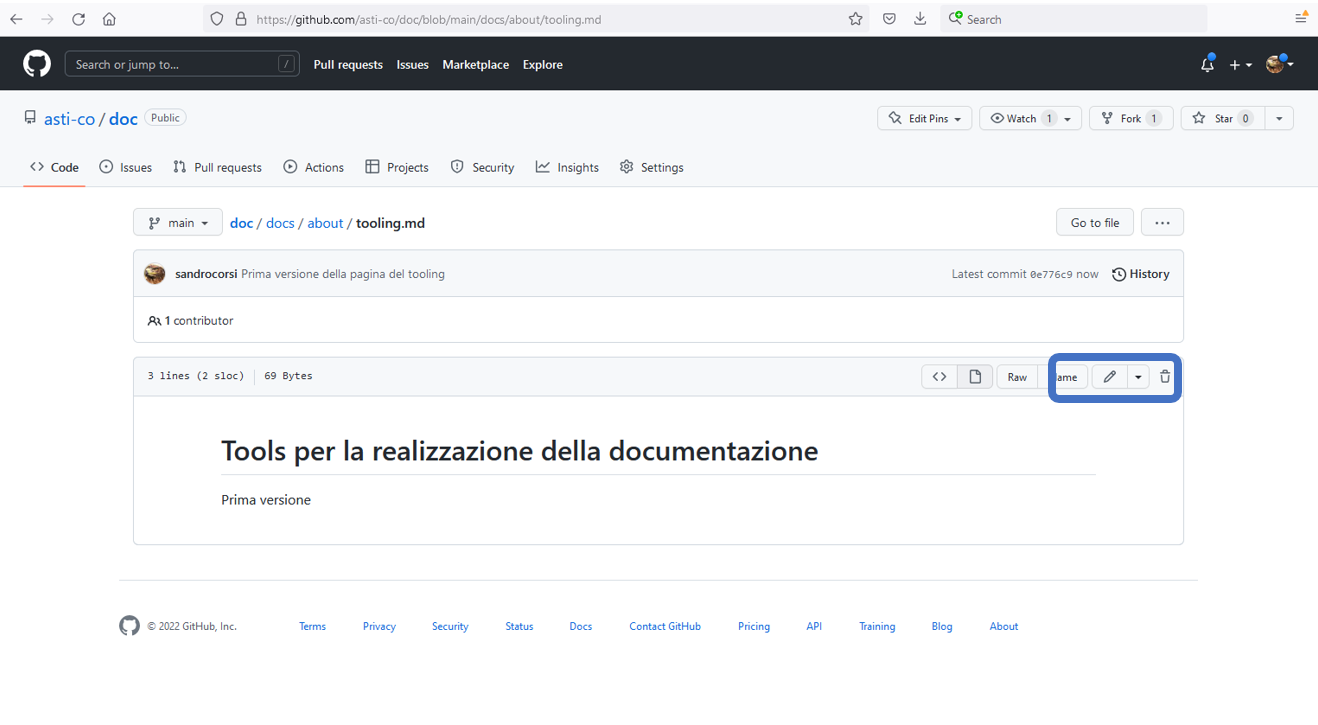 https://github.com/asti-co/doc/blob/main/docs/about/tooling.md
Search
Search or jump to...
/
Pull requests
Issues
Marketplace
Explore
asti-co / doc
Public
Edit Pins
Watch 1
Fork 1
Star 0
Code
Issues
Pull requests
Actions
Projects
Security
Insights
Settings
main
doc / docs / about / tooling.md
Go to file
sandrocorsi Prima versione della pagina del tooling
Latest commit 0e776c9 now
History
1 contributor
3 lines (2 sloc)
69 Bytes
Raw
Tools per la realizzazione della documentazione
Prima versione
© 2022 GitHub, Inc.
Terms
Privacy
Security
Status
Docs
Contact GitHub
Pricing
API
Training
Blog
About